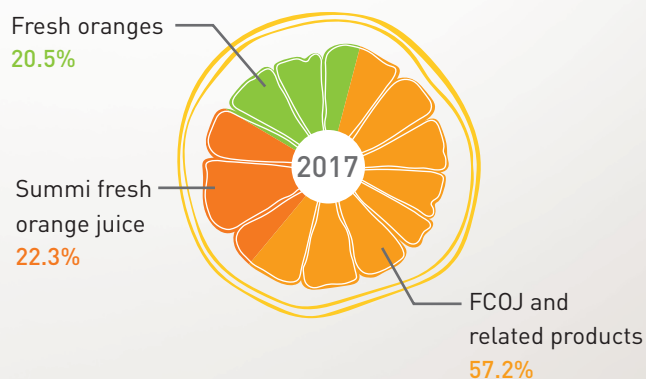 Fresh oranges
20.5%
2017
Summi fresh
orange juice
22.3%
FCOJ and
related products
57.2%